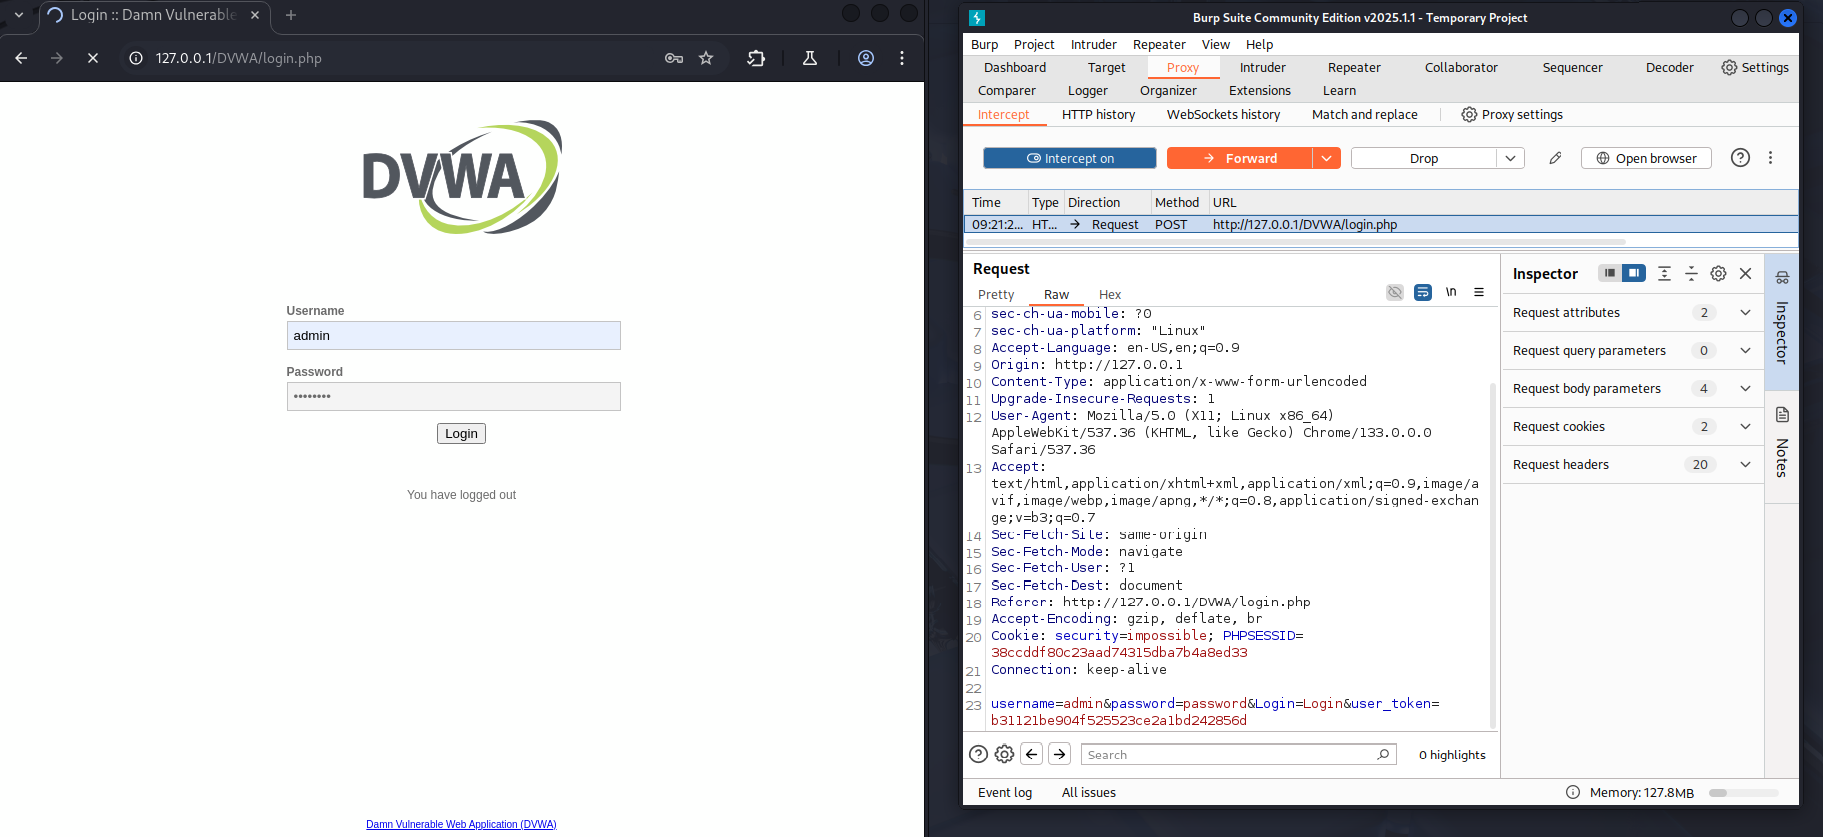 Login :: Damn Vulnerable
127.0.0.1/DVWA/login.php
DVWA
Username
admin
Password
••••••••
Login
You have logged out
Damn Vulnerable Web Application (DVWA)
Burp Suite Community Edition v2025.1.1 - Temporary Project
Burp Project Intruder Repeater View Help
Dashboard Target Proxy Intruder Repeater Collaborator Sequencer Decoder Settings
Comparer Logger Organizer Extensions Learn
Intercept HTTP history WebSockets history Match and replace Proxy settings
Intercept on Forward Drop Open browser
Time Type Direction Method URL
09:21:2... HT... → Request POST http://127.0.0.1/DVWA/login.php
Request
Pretty Raw Hex \n
6 sec-ch-ua-mobile: ?0
7 sec-ch-ua-platform: "Linux"
8 Accept-Language: en-US,en;q=0.9
9 Origin: http://127.0.0.1
10 Content-Type: application/x-www-form-urlencoded
11 Upgrade-Insecure-Requests: 1
12 User-Agent: Mozilla/5.0 (X11; Linux x86_64)
AppleWebKit/537.36 (KHTML, like Gecko) Chrome/133.0.0.0
Safari/537.36
13 Accept:
text/html,application/xhtml+xml,application/xml;q=0.9,image/a
vif,image/webp,image/apng,*/*;q=0.8,application/signed-exchan
ge;v=b3;q=0.7
14 Sec-Fetch-Site: same-origin
15 Sec-Fetch-Mode: navigate
16 Sec-Fetch-User: ?1
17 Sec-Fetch-Dest: document
18 Referer: http://127.0.0.1/DVWA/login.php
19 Accept-Encoding: gzip, deflate, br
20 Cookie: security=impossible; PHPSESSID=
38ccddf80c23aad74315dba7b4a8ed33
21 Connection: keep-alive
22
23 username=admin&password=password&Login=Login&user_token=
b31121be904f525523ce2a1bd242856d
Search
0 highlights
Inspector
Request attributes 2
Request query parameters 0
Request body parameters 4
Request cookies 2
Request headers 20
Inspector
Notes
Event log All issues
Memory: 127.8MB